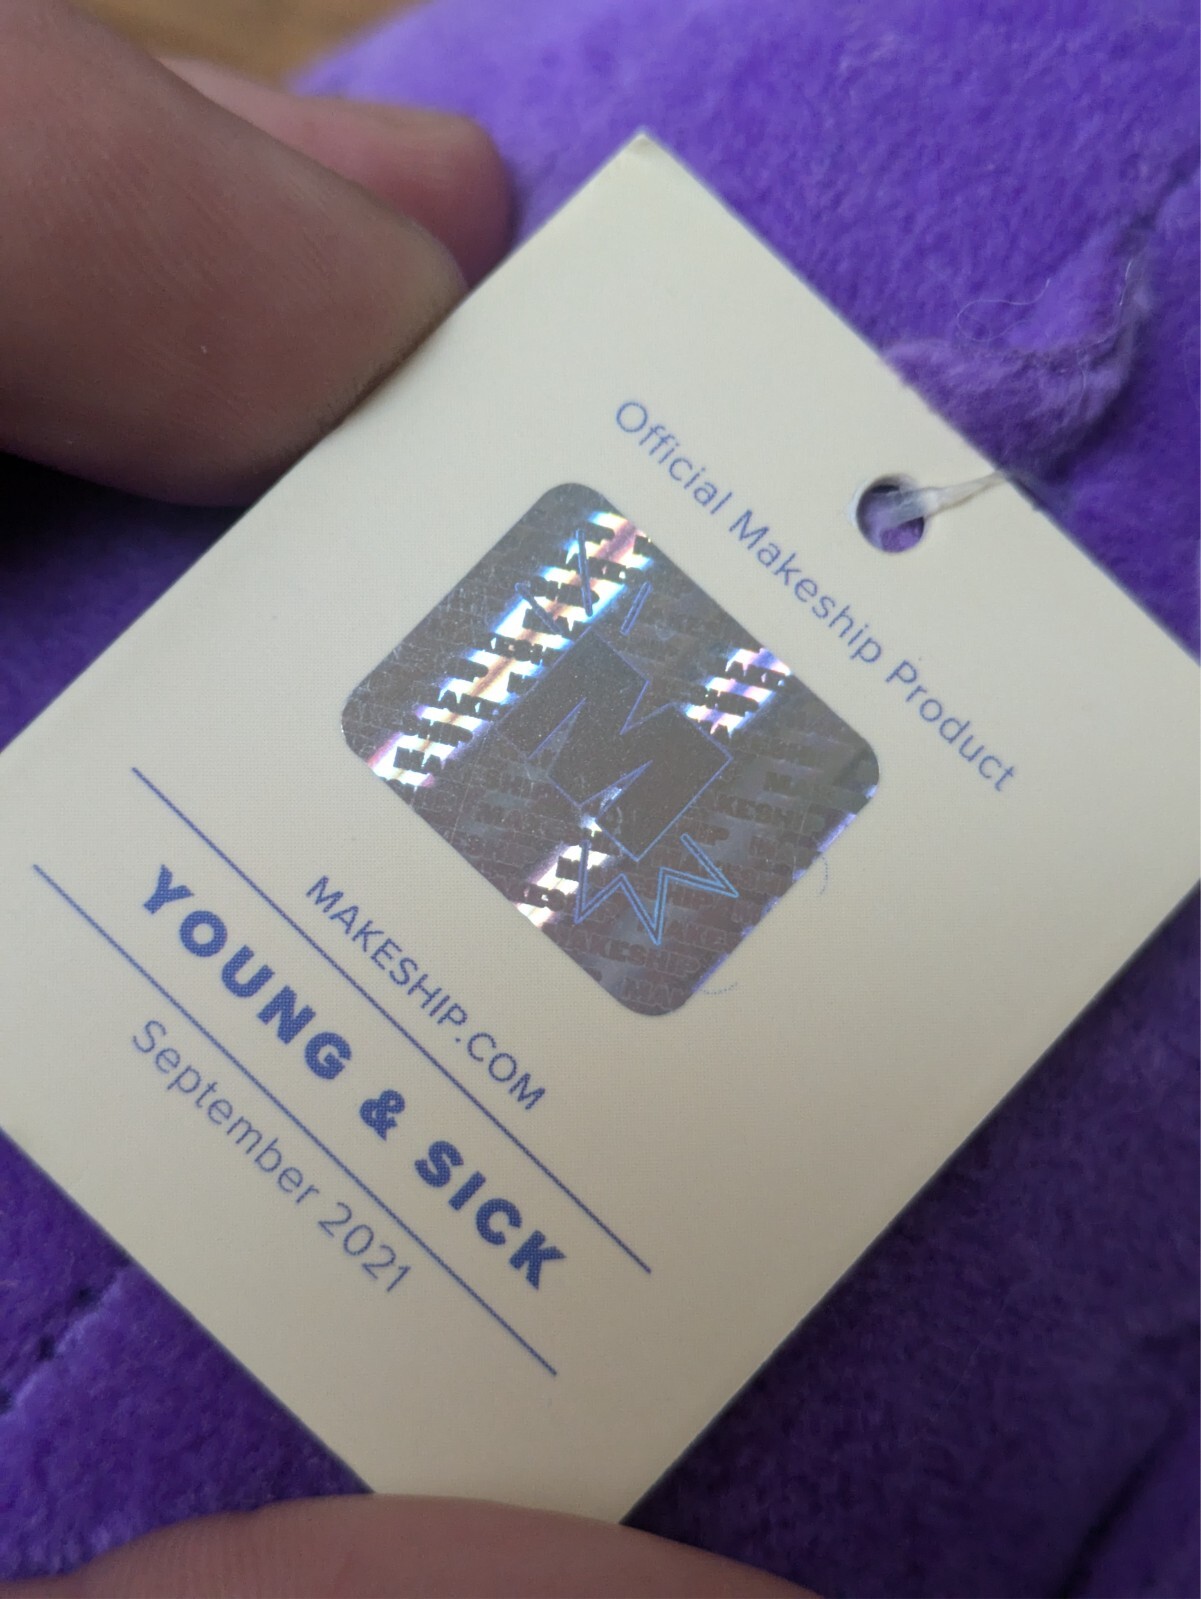 Official Makeship Product
M
MAKESHIP.COM
YOUNG & SICK
September 2021